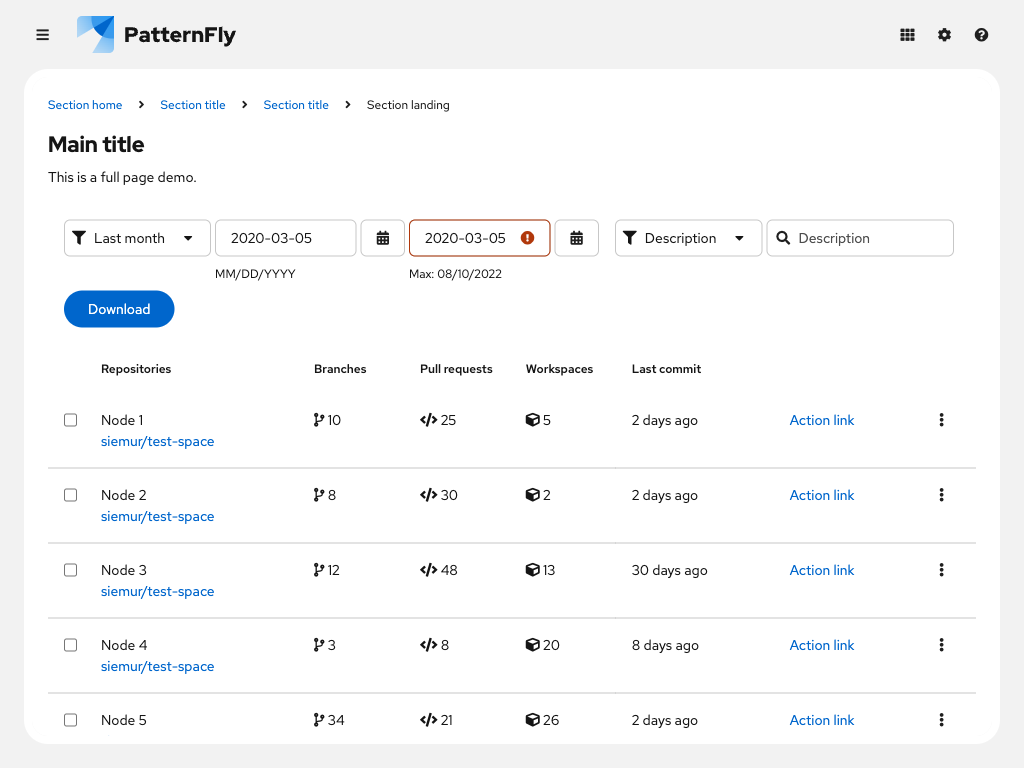 PatternFly
Section home Section title Section title Section landing
Main title
This is a full page demo.
Last month 2020-03-05 2020-03-05 Description Description
MM/DD/YYYY Max: 08/10/2022
Download
Repositories Branches Pull requests Workspaces Last commit
Node 1 10 25 5 2 days ago Action link
siemur/test-space
Node 2 8 30 2 2 days ago Action link
siemur/test-space
Node 3 12 48 13 30 days ago Action link
siemur/test-space
Node 4 3 8 20 8 days ago Action link
siemur/test-space
Node 5 34 21 26 2 days ago Action link